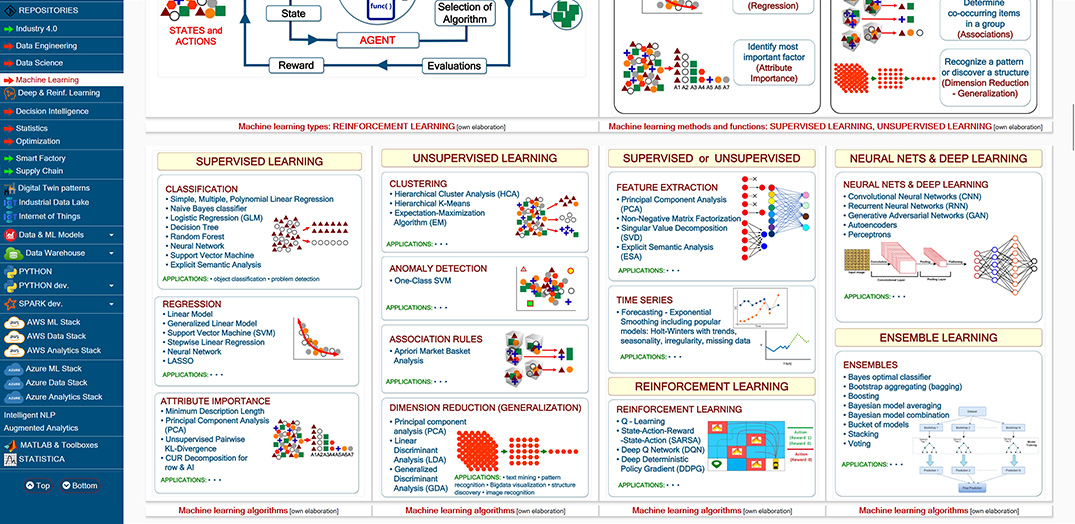 REPOSITORIES
Industry 4.0
Data Engineering
Data Science
Machine Learning
Deep & Reinf. Learning
Decision Intelligence
Statistics
Optimization
Smart Factory
Supply Chain
Digital Twin patterns
Industrial Data Lake
Internet of Things
Data & ML Models
Data Warehouse
PYTHON
PYTHON dev.
SPARK dev.
AWS ML Stack
AWS Data Stack
AWS Analytics Stack
Azure ML Stack
Azure Data Stack
Azure Analytics Stack
Intelligent NLP
Augmented Analytics
MATLAB & Toolboxes
STATISTICA
Top
Bottom
STATES and
ACTIONS
State
func()
Selection of
Algorithm
AGENT
Reward
Evaluations
(Regression)
Identify most
important factor
(Attribute
Importance)
A1 A2 A3 A4 A5 A6 A7
Determine
co-occurring items
in a group
(Associations)
Recognize a pattern
or discover a structure
(Dimension Reduction
- Generalization)
Machine learning types: REINFORCEMENT LEARNING [own elaboration]
Machine learning methods and functions: SUPERVISED LEARNING, UNSUPERVISED LEARNING [own elaboration]
SUPERVISED LEARNING
CLASSIFICATION
• Simple, Multiple, Polynomial Linear Regression
• Naive Bayes classifier
• Logistic Regression (GLM)
• Decision Tree
• Random Forest
• Neural Network
• Support Vector Machine
• Explicit Semantic Analysis
APPLICATIONS: • object classification • problem detection
REGRESSION
• Linear Model
• Generalized Linear Model
• Support Vector Machine (SVM)
• Stepwise Linear Regression
• Neural Network
• LASSO
APPLICATIONS: • • •
ATTRIBUTE IMPORTANCE
• Minimum Description Length
• Principal Component Analysis
(PCA)
• Unsupervised Pairwise
KL-Divergence
• CUR Decomposition for
row & AI
A1 A2A3A4A5A6A7
APPLICATIONS: • • •
Machine learning algorithms [own elaboration]
UNSUPERVISED LEARNING
CLUSTERING
• Hierarchical Cluster Analysis (HCA)
• Hierarchical K-Means
• Expectation-Maximization
Algorithm (EM)
APPLICATIONS: • • •
ANOMALY DETECTION
• One-Class SVM
APPLICATIONS: • • •
ASSOCIATION RULES
• Apriori Market Basket
Analysis
APPLICATIONS: • • •
DIMENSION REDUCTION (GENERALIZATION)
• Principal component
analysis (PCA)
• Linear
Discriminant
Analysis (LDA)
• Generalized
Discriminant
Analysis (GDA)
APPLICATIONS: • text mining • pattern
recognition • Bigdata visualization • structure
discovery • image recognition
Machine learning algorithms [own elaboration]
SUPERVISED or UNSUPERVISED
FEATURE EXTRACTION
• Principal Component Analysis
(PCA)
• Non-Negative Matrix Factorization
• Singular Value Decomposition
(SVD)
• Explicit Semantic Analysis
(ESA)
APPLICATIONS: • • •
TIME SERIES
• Forecasting - Exponential
Smoothing including popular
models: Holt-Winters with trends,
seasonality, irregularity, missing data
APPLICATIONS: • • •
REINFORCEMENT LEARNING
REINFORCEMENT LEARNING
• Q - Learning
• State-Action-Reward
-State-Action (SARSA)
• Deep Q Network (DQN)
• Deep Deterministic
Policy Gradient (DDPG)
APPLICATIONS: • • •
Machine learning algorithms [own elaboration]
NEURAL NETS & DEEP LEARNING
NEURAL NETS & DEEP LEARNING
• Convolutional Neural Networks (CNN)
• Recurrent Neural Networks (RNN)
• Generative Adversarial Networks (GAN)
• Autoencoders
• Perceptrons
APPLICATIONS: • • •
ENSEMBLE LEARNING
ENSEMBLES
• Bayes optimal classifier
• Bootstrap aggregating (bagging)
• Boosting
• Bayesian model averaging
• Bayesian model combination
• Bucket of models
• Stacking
• Voting
APPLICATIONS: • • •
Machine learning algorithms [own elaboration]